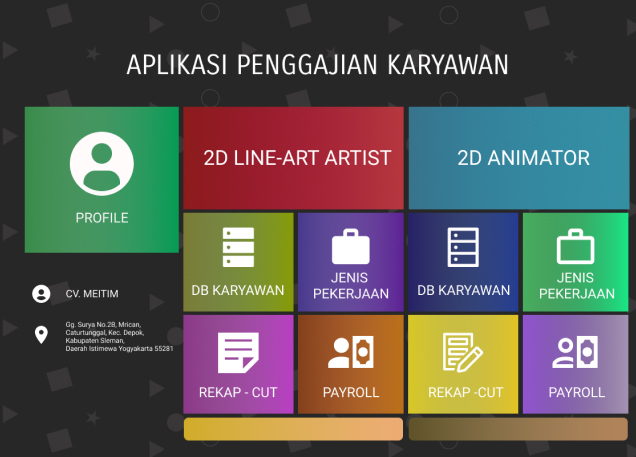 APLIKASI PENGGAJIAN KARYAWAN
PROFILE
CV. MEITIM
Gg. Surya No.2B, Mrican,
Caturtunggal, Kec. Depok,
Kabupaten Sleman,
Daerah Istimewa Yogyakarta 55281
2D LINE-ART ARTIST
DB KARYAWAN
JENIS
PEKERJAAN
REKAP - CUT
PAYROLL
2D ANIMATOR
DB KARYAWAN
JENIS
PEKERJAAN
REKAP -CUT
PAYROLL